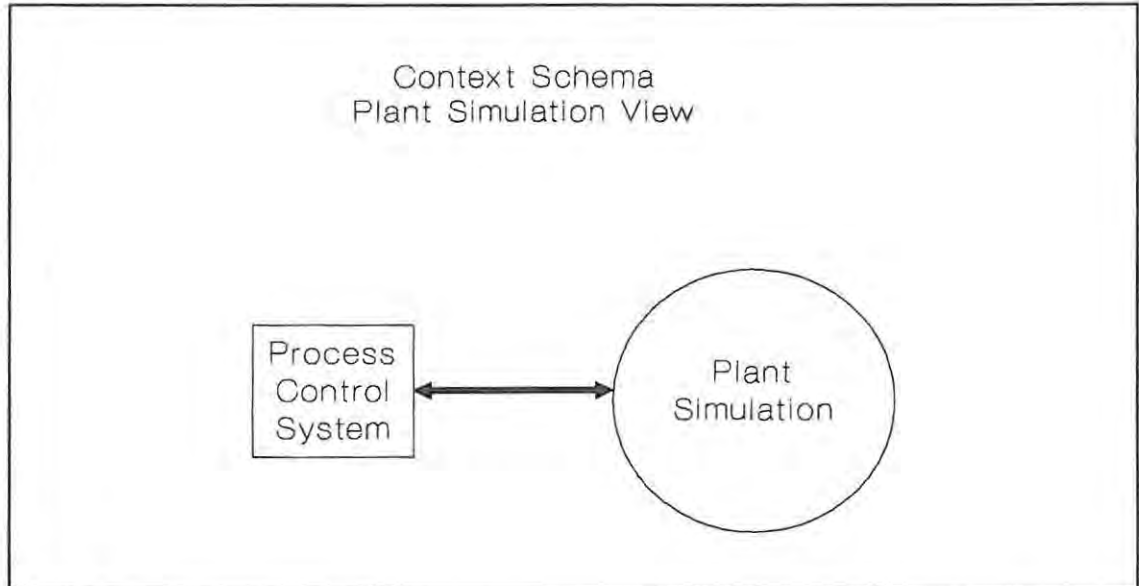 Context Schema
Plant Simulation View
Process
Control
System
Plant
Simulation